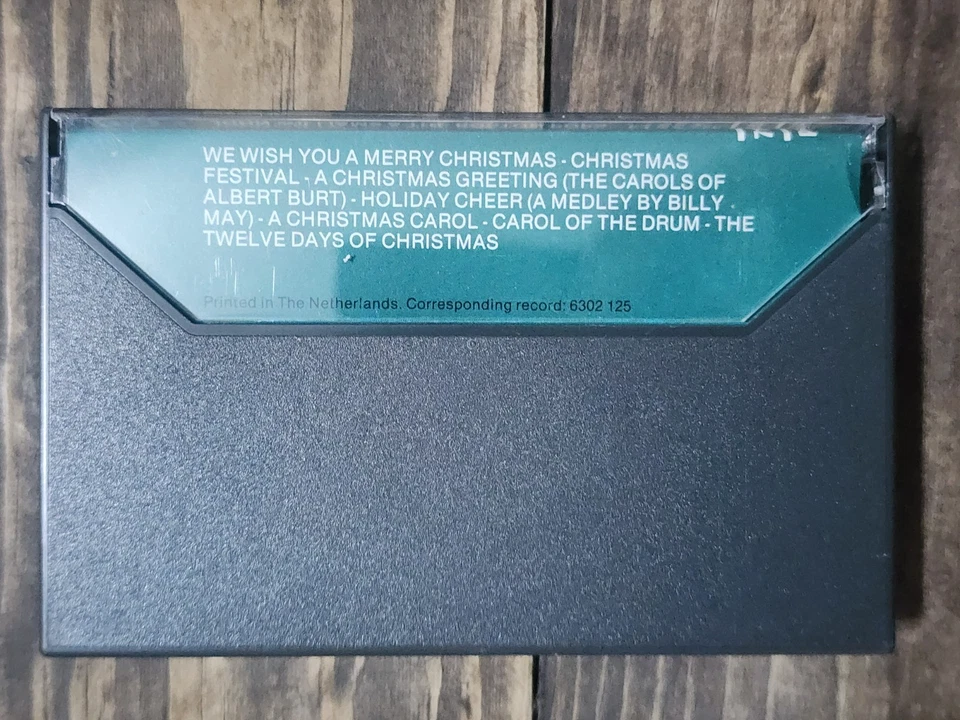 WE WISH YOU A MERRY CHRISTMAS - CHRISTMAS
FESTIVAL - A CHRISTMAS GREETING (THE CAROLS OF
ALBERT BURT) - HOLIDAY CHEER (A MEDLEY BY BILLY
MAY) - A CHRISTMAS CAROL - CAROL OF THE DRUM - THE
TWELVE DAYS OF CHRISTMAS
Printed in The Netherlands. Corresponding record: 6302 125